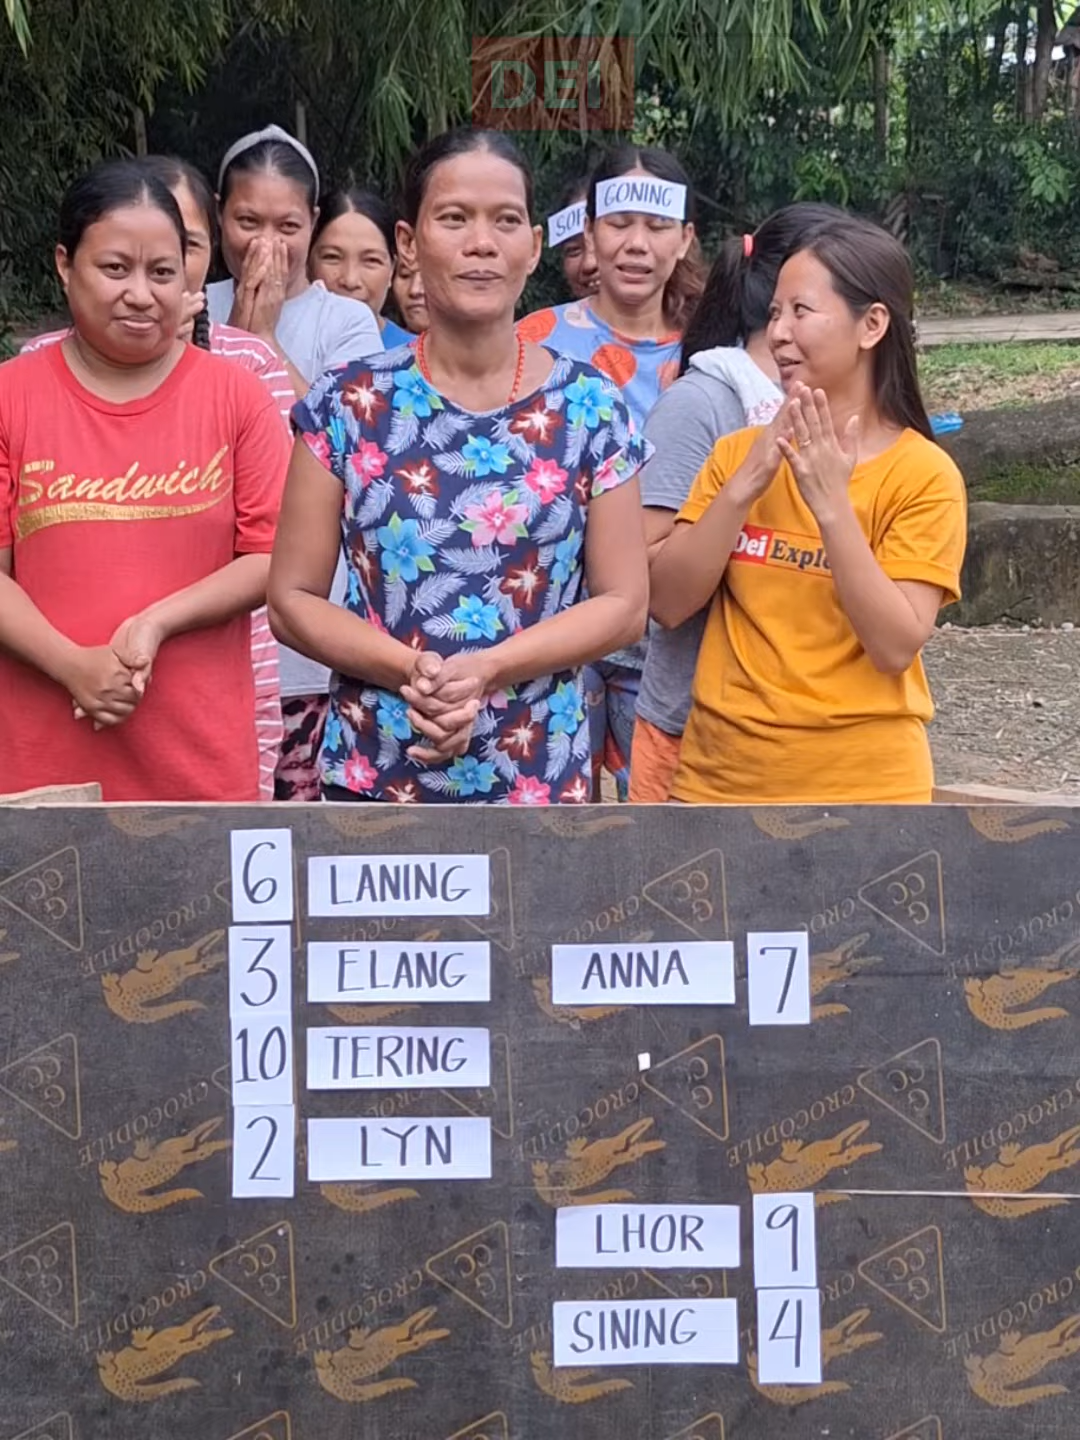 DEI
GONING
SOF
Sandwich
Dei Explo
6 LANING
3 ELANG
ANNA 7
10 TERING
2 LYN
LHOR 9
SINING 4
GCC
CROCODILE